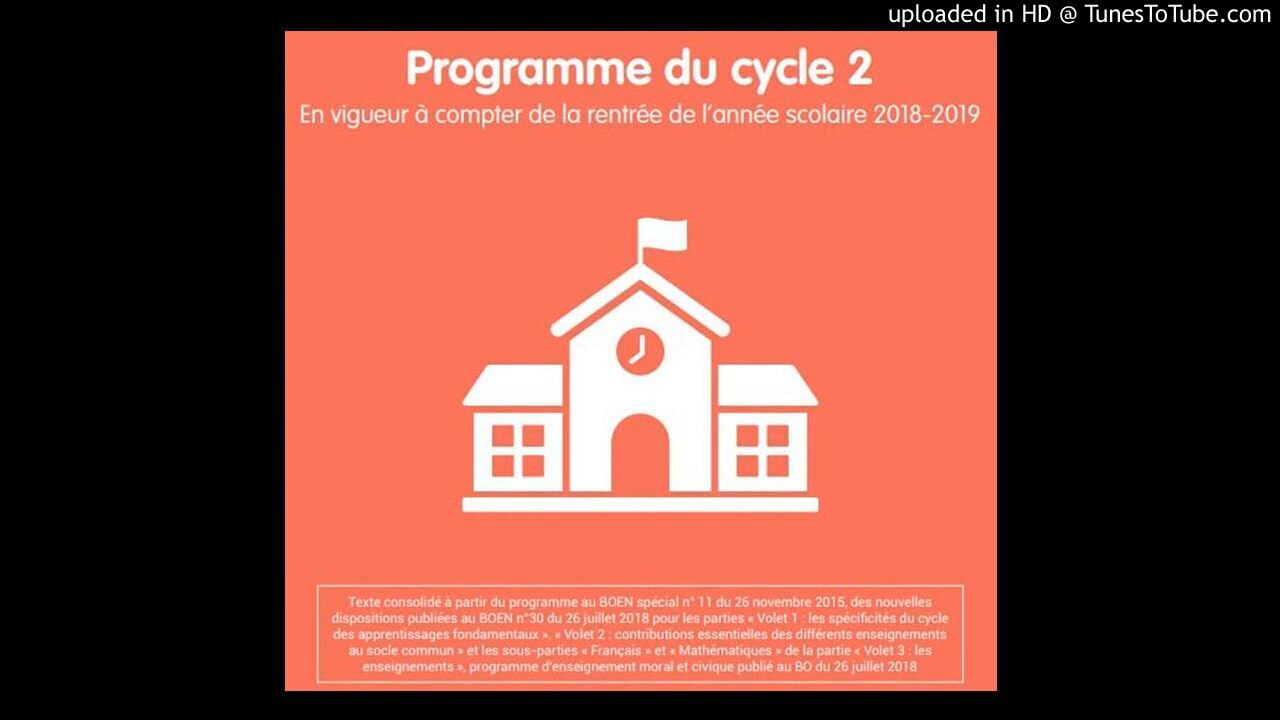 uploaded in HD @ TunesToTube.com
Programme du cycle 2
En vigueur à compter de la rentrée de l'année scolaire 2018-2019
Texte consolidé à partir du programme au BOEN spécial n° 11 du 26 novembre 2015, des nouvelles
dispositions publiées au BOEN n°30 du 26 juillet 2018 pour les parties « Volet 1 : les spécificités du cycle
des apprentissages fondamentaux », « Volet 2 : contributions essentielles des différents enseignements
au socle commun » et les sous-parties « Français » et « Mathématiques » de la partie « Volet 3 : les
enseignements », programme d'enseignement moral et civique publié au BO du 26 juillet 2018